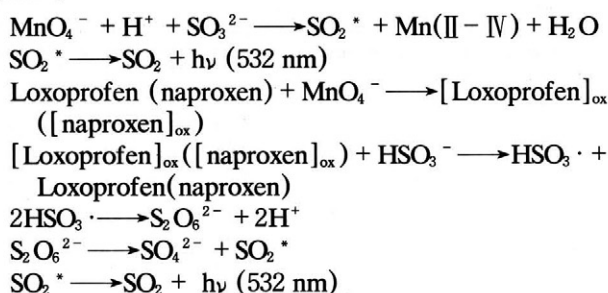 MnO₄⁻ + H⁺ + SO₃²⁻ ⟶ SO₂* + Mn(Ⅱ−Ⅳ) + H₂O
SO₂* ⟶ SO₂ + hν (532 nm)
Loxoprofen (naproxen) + MnO₄⁻ ⟶ [Loxoprofen]ₒₓ
([naproxen]ₒₓ)
[Loxoprofen]ₒₓ([naproxen]ₒₓ) + HSO₃⁻ ⟶ HSO₃· +
Loxoprofen(naproxen)
2HSO₃· ⟶ S₂O₆²⁻ + 2H⁺
S₂O₆²⁻ ⟶ SO₄²⁻ + SO₂*
SO₂* ⟶ SO₂ + hν (532 nm)